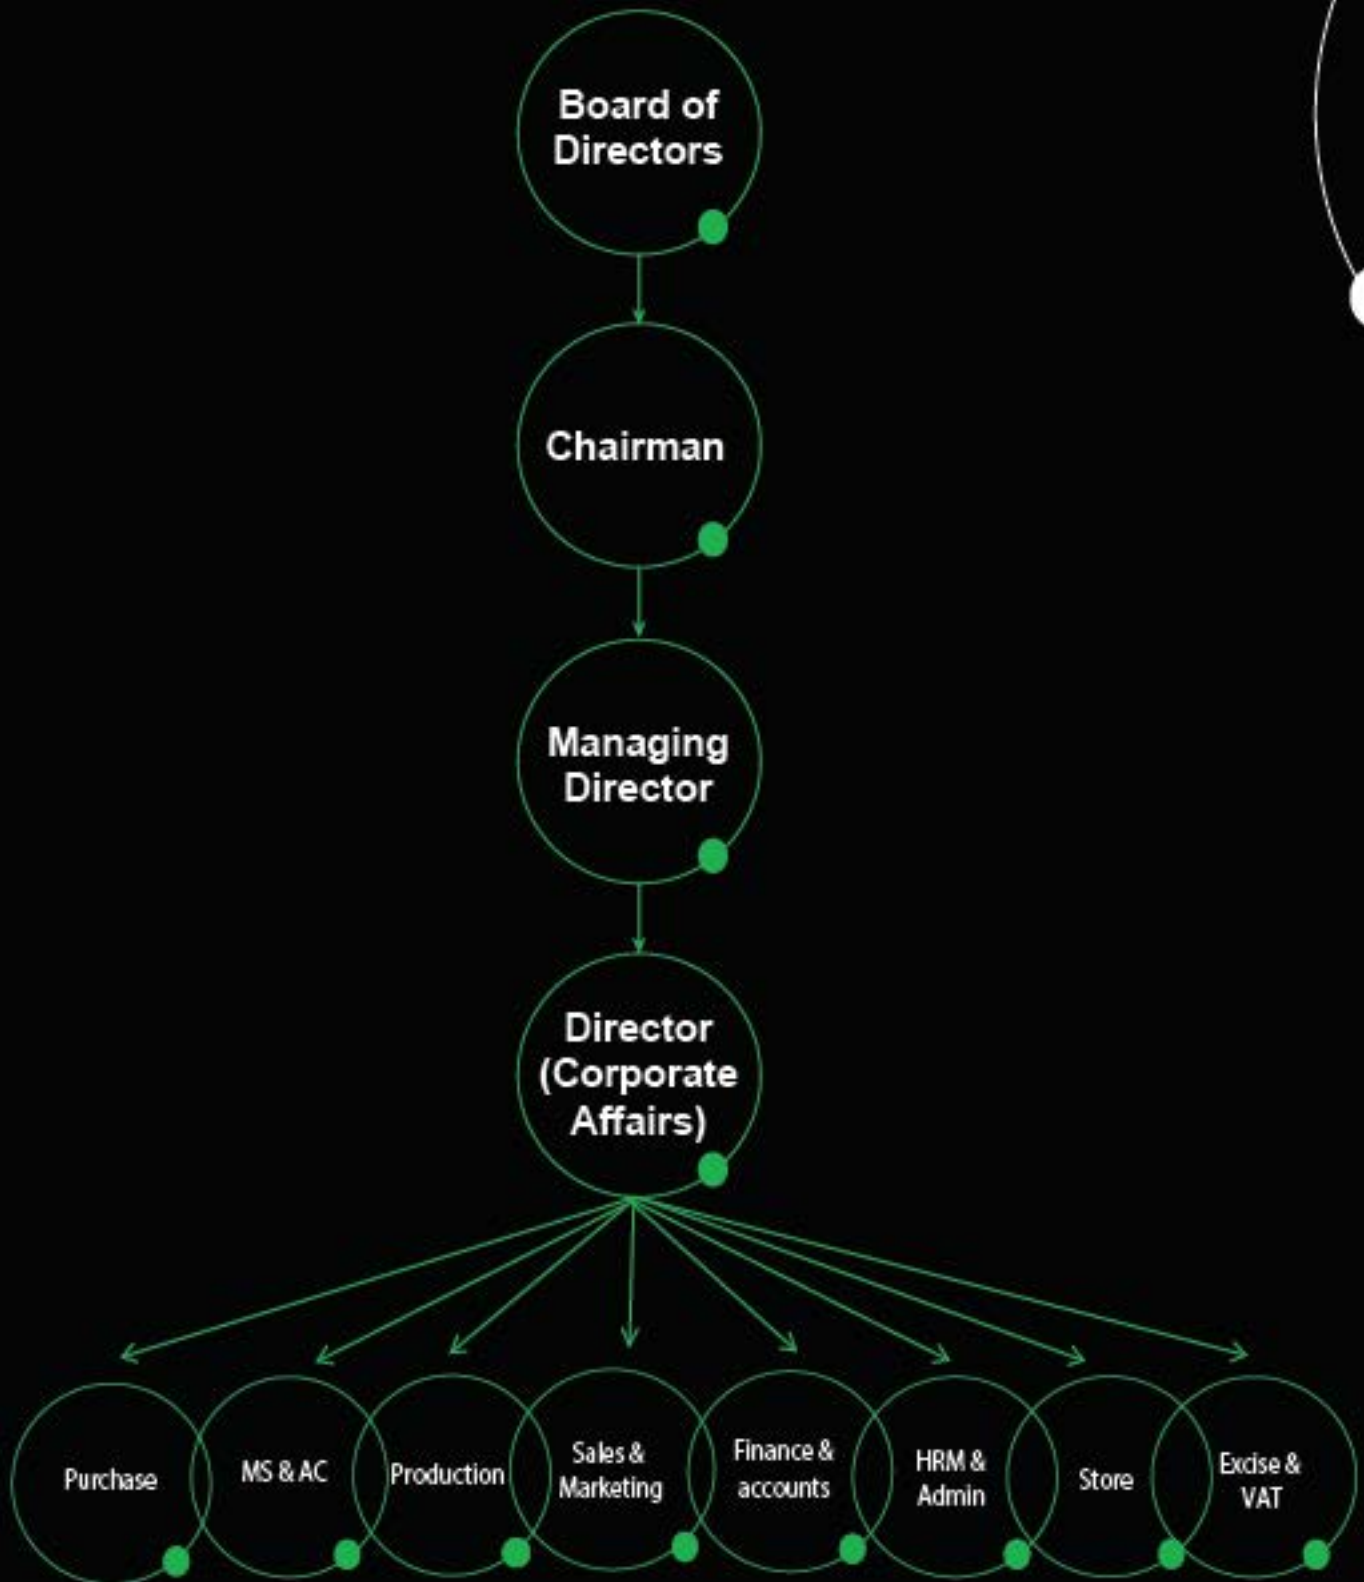 Board of
Directors
Chairman
Managing
Director
Director
(Corporate
Affairs)
Purchase
MS & AC
Production
Sales &
Marketing
Finance &
accounts
HRM &
Admin
Store
Excise &
VAT